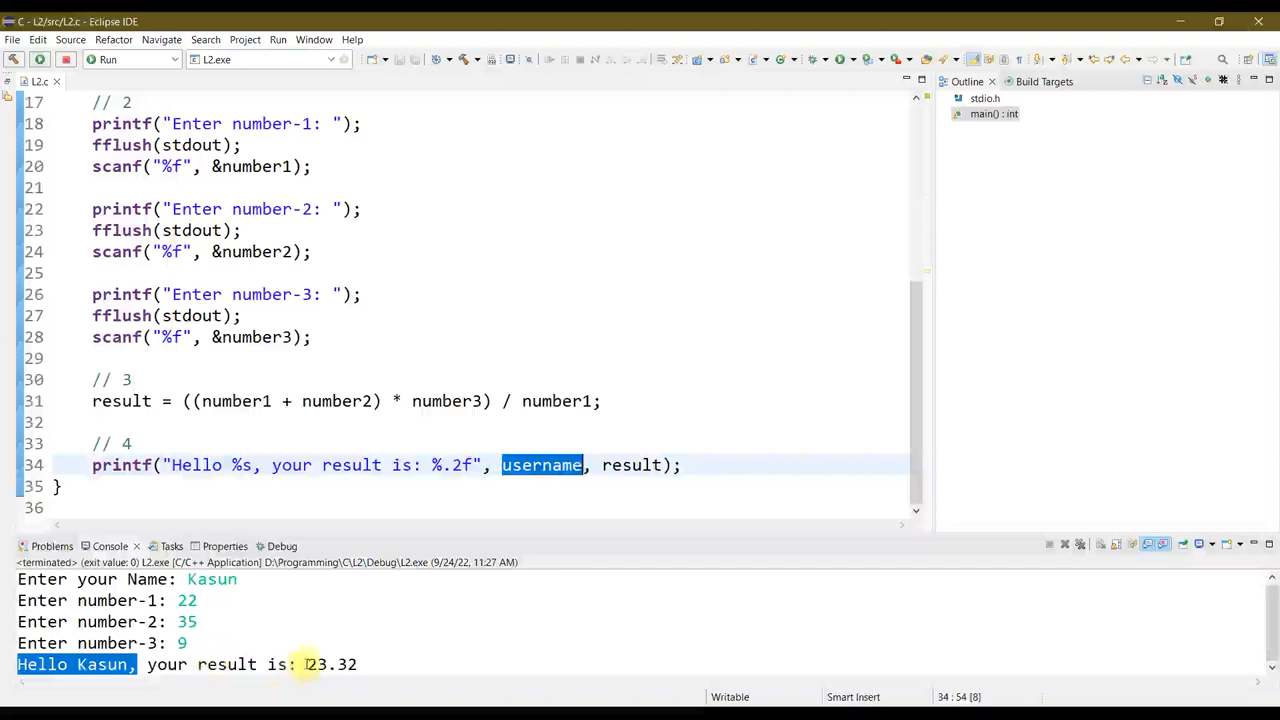 C - L2/src/L2.c - Eclipse IDE
File Edit Source Refactor Navigate Search Project Run Window Help
Run L2.exe
L2.c
Outline Build Targets
stdio.h
main() : int
17 // 2
18 printf("Enter number-1: ");
19 fflush(stdout);
20 scanf("%f", &number1);
21
22 printf("Enter number-2: ");
23 fflush(stdout);
24 scanf("%f", &number2);
25
26 printf("Enter number-3: ");
27 fflush(stdout);
28 scanf("%f", &number3);
29
30 // 3
31 result = ((number1 + number2) * number3) / number1;
32
33 // 4
34 printf("Hello %s, your result is: %.2f", username, result);
35 }
36
Problems Console Tasks Properties Debug
<terminated> (exit value: 0) L2.exe [C/C++ Application] D:\Programming\C\L2\Debug\L2.exe (9/24/22, 11:27 AM)
Enter your Name: Kasun
Enter number-1: 22
Enter number-2: 35
Enter number-3: 9
Hello Kasun, your result is: 23.32
Writable Smart Insert 34 : 54 [8]